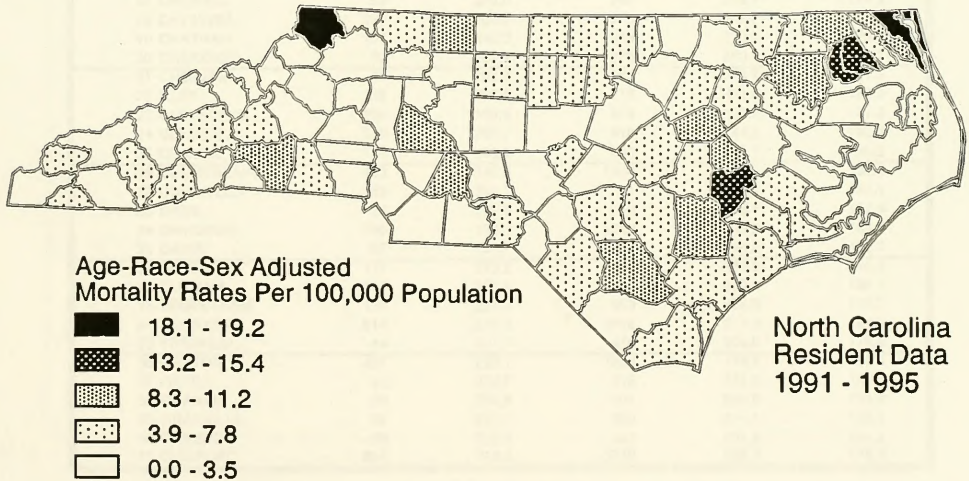 Age-Race-Sex Adjusted
Mortality Rates Per 100,000 Population
18.1 - 19.2
13.2 - 15.4
8.3 - 11.2
3.9 - 7.8
0.0 - 3.5
North Carolina
Resident Data
1991 - 1995